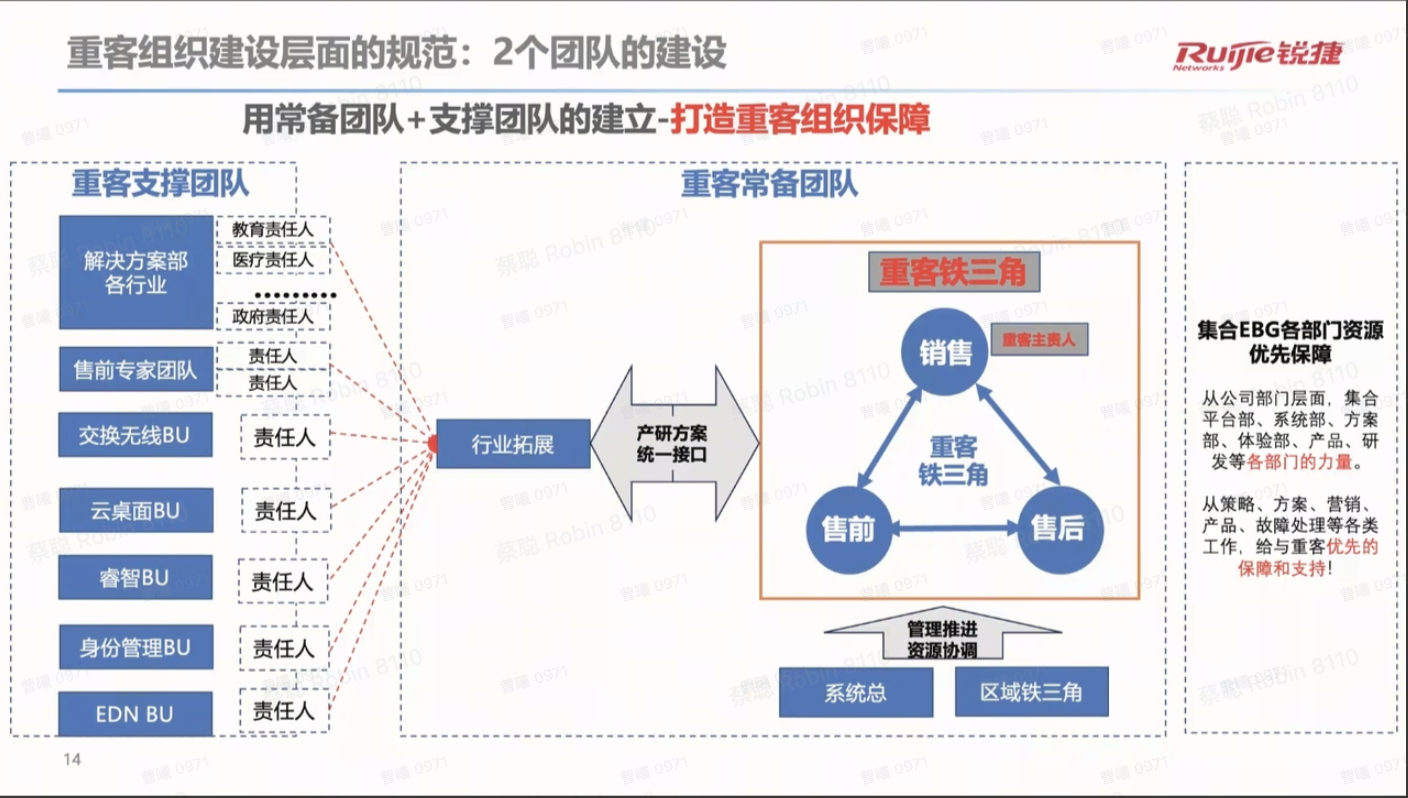 重客组织建设层面的规范：2个团队的建设
Ruijie锐捷
Networks
用常备团队+支撑团队的建立-打造重客组织保障
重客支撑团队
解决方案部
各行业
教育责任人
医疗责任人
•••••••••
政府责任人
售前专家团队
责任人
责任人
交换无线BU
责任人
云桌面BU
责任人
睿智BU
责任人
身份管理BU
责任人
EDN BU
责任人
重客常备团队
行业拓展
产研方案
统一接口
重客铁三角
销售
重客主责人
重客
铁三角
售前
售后
管理推进
资源协调
系统总
区域铁三角
集合EBG各部门资源
优先保障
从公司部门层面，集合
平台部、系统部、方案
部、体验部、产品、研
发等各部门的力量。
从策略、方案、营销、
产品、故障处理等各类
工作，给与重客优先的
保障和支持！
14
蔡聪 Robin 8110
曾曦 0971